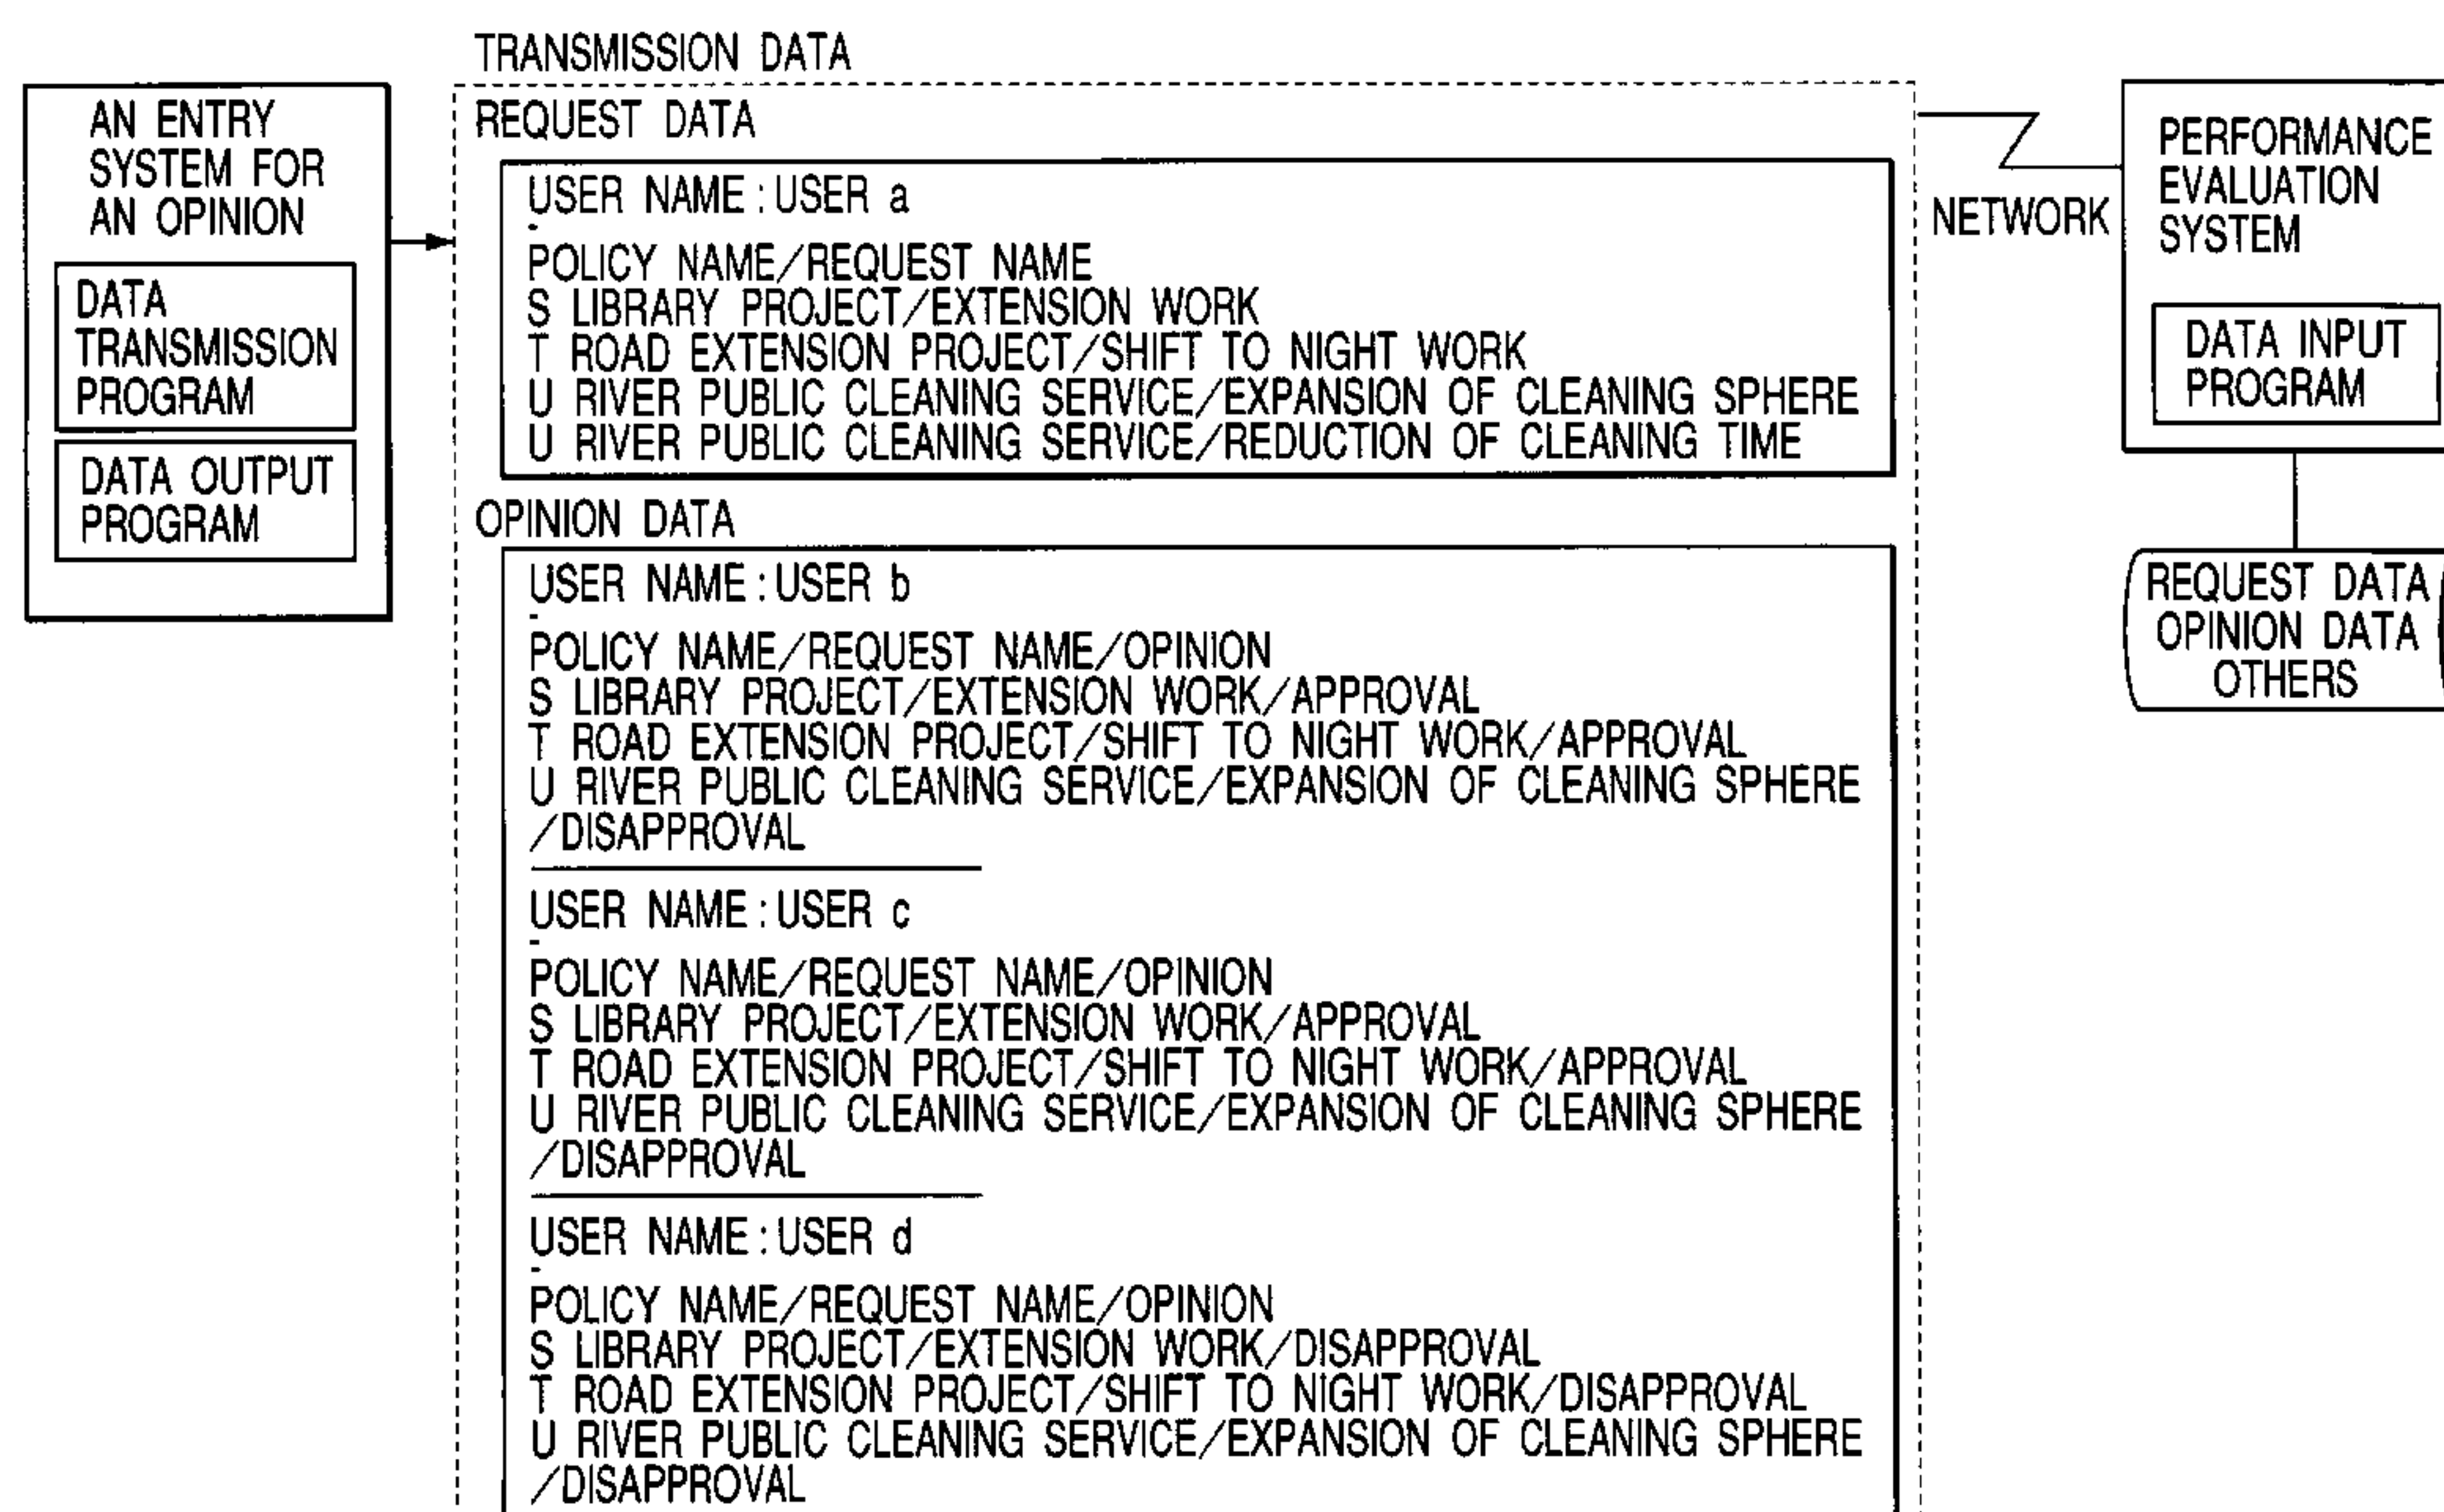 TRANSMISSION DATA
AN ENTRY
SYSTEM FOR
AN OPINION
DATA
TRANSMISSION
PROGRAM
DATA OUTPUT
PROGRAM
REQUEST DATA
USER NAME : USER a
POLICY NAME/REQUEST NAME
S LIBRARY PROJECT/EXTENSION WORK
T ROAD EXTENSION PROJECT/SHIFT TO NIGHT WORK
U RIVER PUBLIC CLEANING SERVICE/EXPANSION OF CLEANING SPHERE
U RIVER PUBLIC CLEANING SERVICE/REDUCTION OF CLEANING TIME
OPINION DATA
USER NAME : USER b
POLICY NAME/REQUEST NAME/OPINION
S LIBRARY PROJECT/EXTENSION WORK/APPROVAL
T ROAD EXTENSION PROJECT/SHIFT TO NIGHT WORK/APPROVAL
U RIVER PUBLIC CLEANING SERVICE/EXPANSION OF CLEANING SPHERE
/DISAPPROVAL
USER NAME : USER c
POLICY NAME/REQUEST NAME/OPINION
S LIBRARY PROJECT/EXTENSION WORK/APPROVAL
T ROAD EXTENSION PROJECT/SHIFT TO NIGHT WORK/APPROVAL
U RIVER PUBLIC CLEANING SERVICE/EXPANSION OF CLEANING SPHERE
/DISAPPROVAL
USER NAME : USER d
POLICY NAME/REQUEST NAME/OPINION
S LIBRARY PROJECT/EXTENSION WORK/DISAPPROVAL
T ROAD EXTENSION PROJECT/SHIFT TO NIGHT WORK/DISAPPROVAL
U RIVER PUBLIC CLEANING SERVICE/EXPANSION OF CLEANING SPHERE
/DISAPPROVAL
NETWORK
PERFORMANCE
EVALUATION
SYSTEM
DATA INPUT
PROGRAM
REQUEST DATA
OPINION DATA
OTHERS